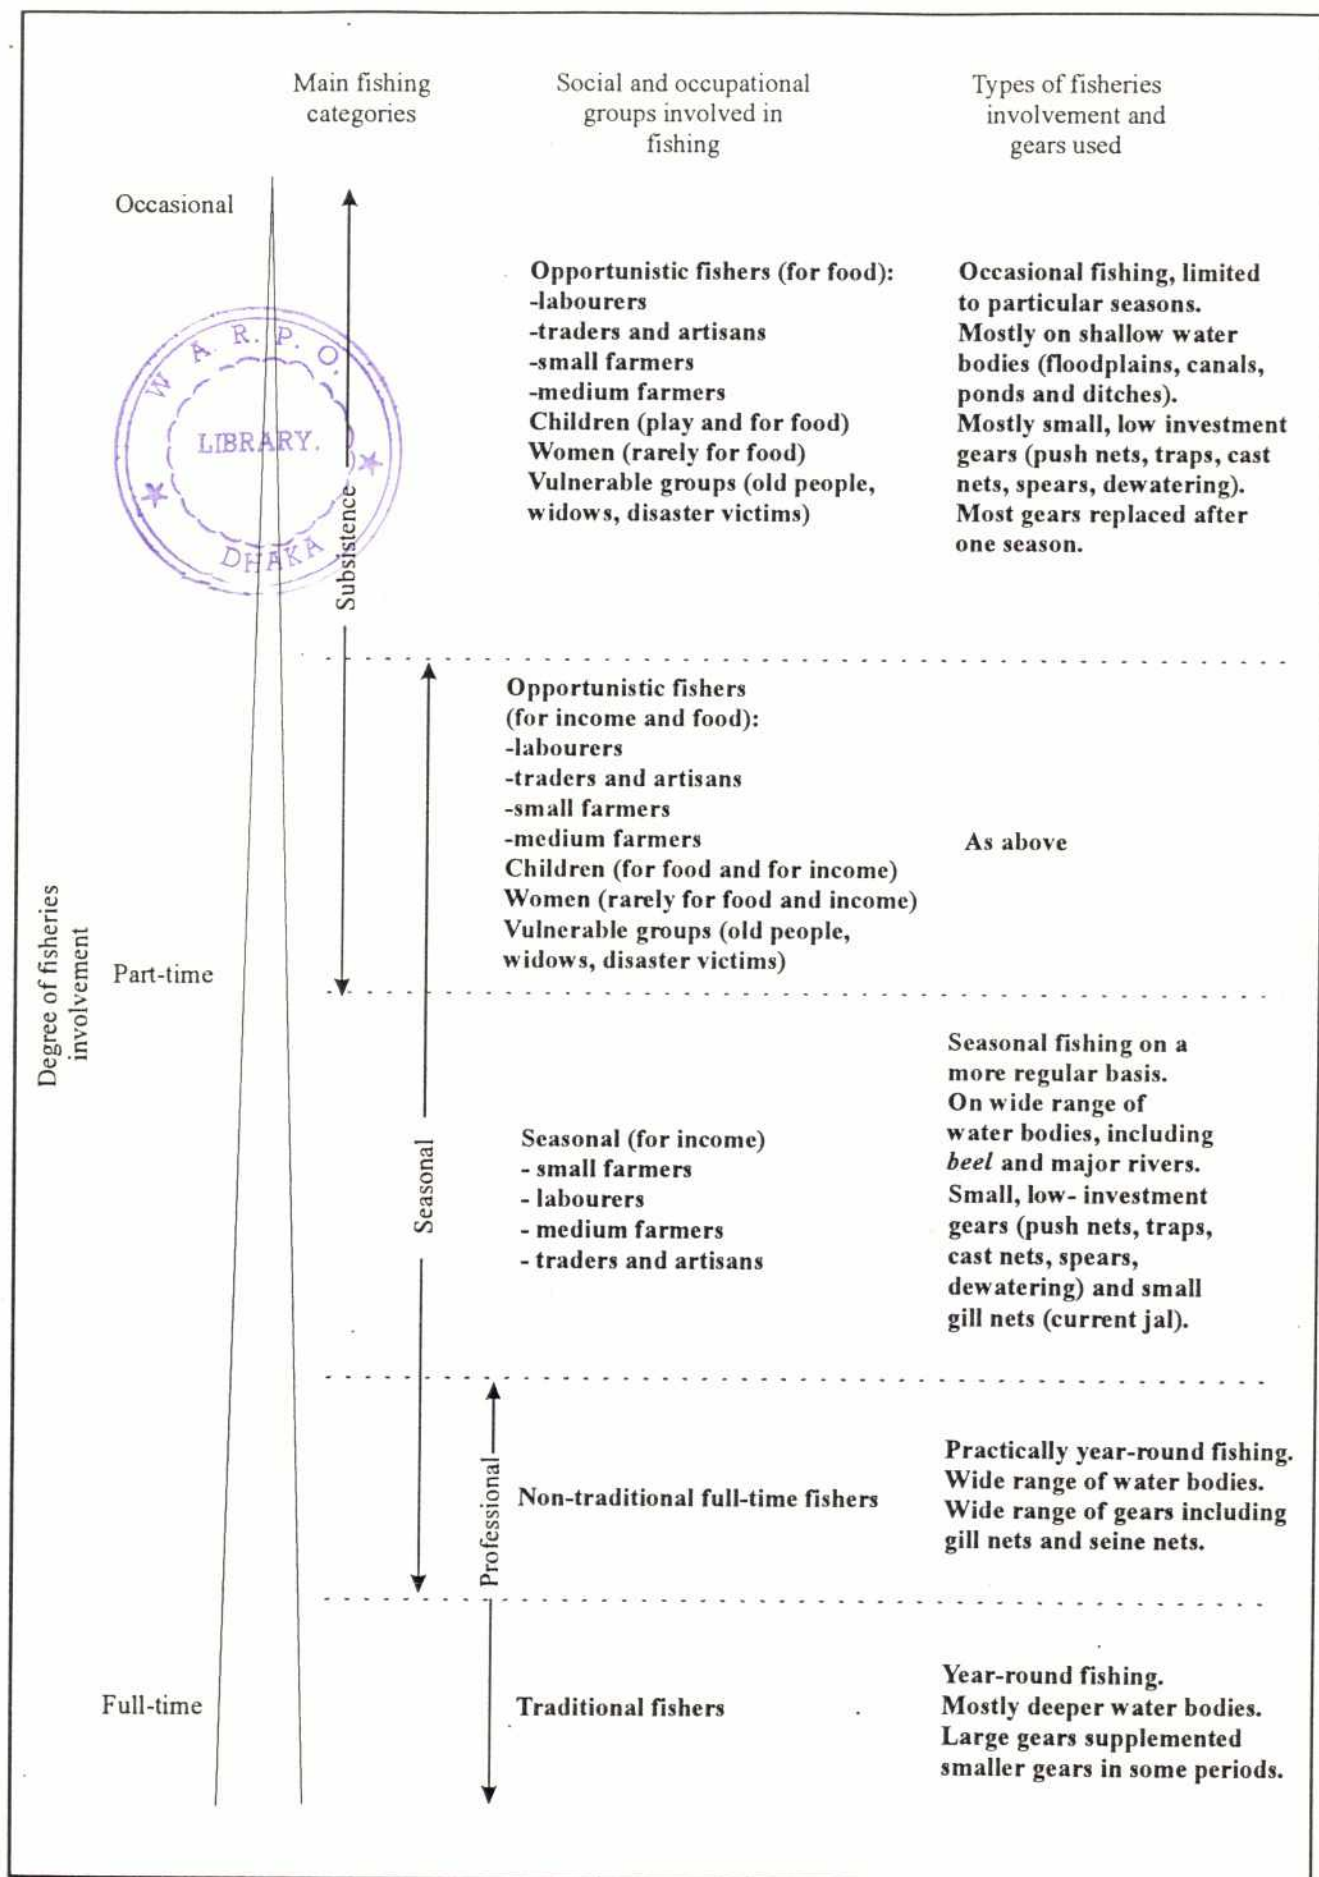 Main fishing
categories
Social and occupational
groups involved in
fishing
Types of fisheries
involvement and
gears used
Occasional
W. A. R. P. O.
LIBRARY.
DHAKA
Subsistence
Opportunistic fishers (for food):
-labourers
-traders and artisans
-small farmers
-medium farmers
Children (play and for food)
Women (rarely for food)
Vulnerable groups (old people,
widows, disaster victims)
Occasional fishing, limited
to particular seasons.
Mostly on shallow water
bodies (floodplains, canals,
ponds and ditches).
Mostly small, low investment
gears (push nets, traps, cast
nets, spears, dewatering).
Most gears replaced after
one season.
Opportunistic fishers
(for income and food):
-labourers
-traders and artisans
-small farmers
-medium farmers
Children (for food and for income)
Women (rarely for food and income)
Vulnerable groups (old people,
widows, disaster victims)
As above
Degree of fisheries
involvement
Part-time
Seasonal
Seasonal (for income)
- small farmers
- labourers
- medium farmers
- traders and artisans
Seasonal fishing on a
more regular basis.
On wide range of
water bodies, including
beel and major rivers.
Small, low- investment
gears (push nets, traps,
cast nets, spears,
dewatering) and small
gill nets (current jal).
Professional
Non-traditional full-time fishers
Practically year-round fishing.
Wide range of water bodies.
Wide range of gears including
gill nets and seine nets.
Full-time
Traditional fishers
Year-round fishing.
Mostly deeper water bodies.
Large gears supplemented
smaller gears in some periods.